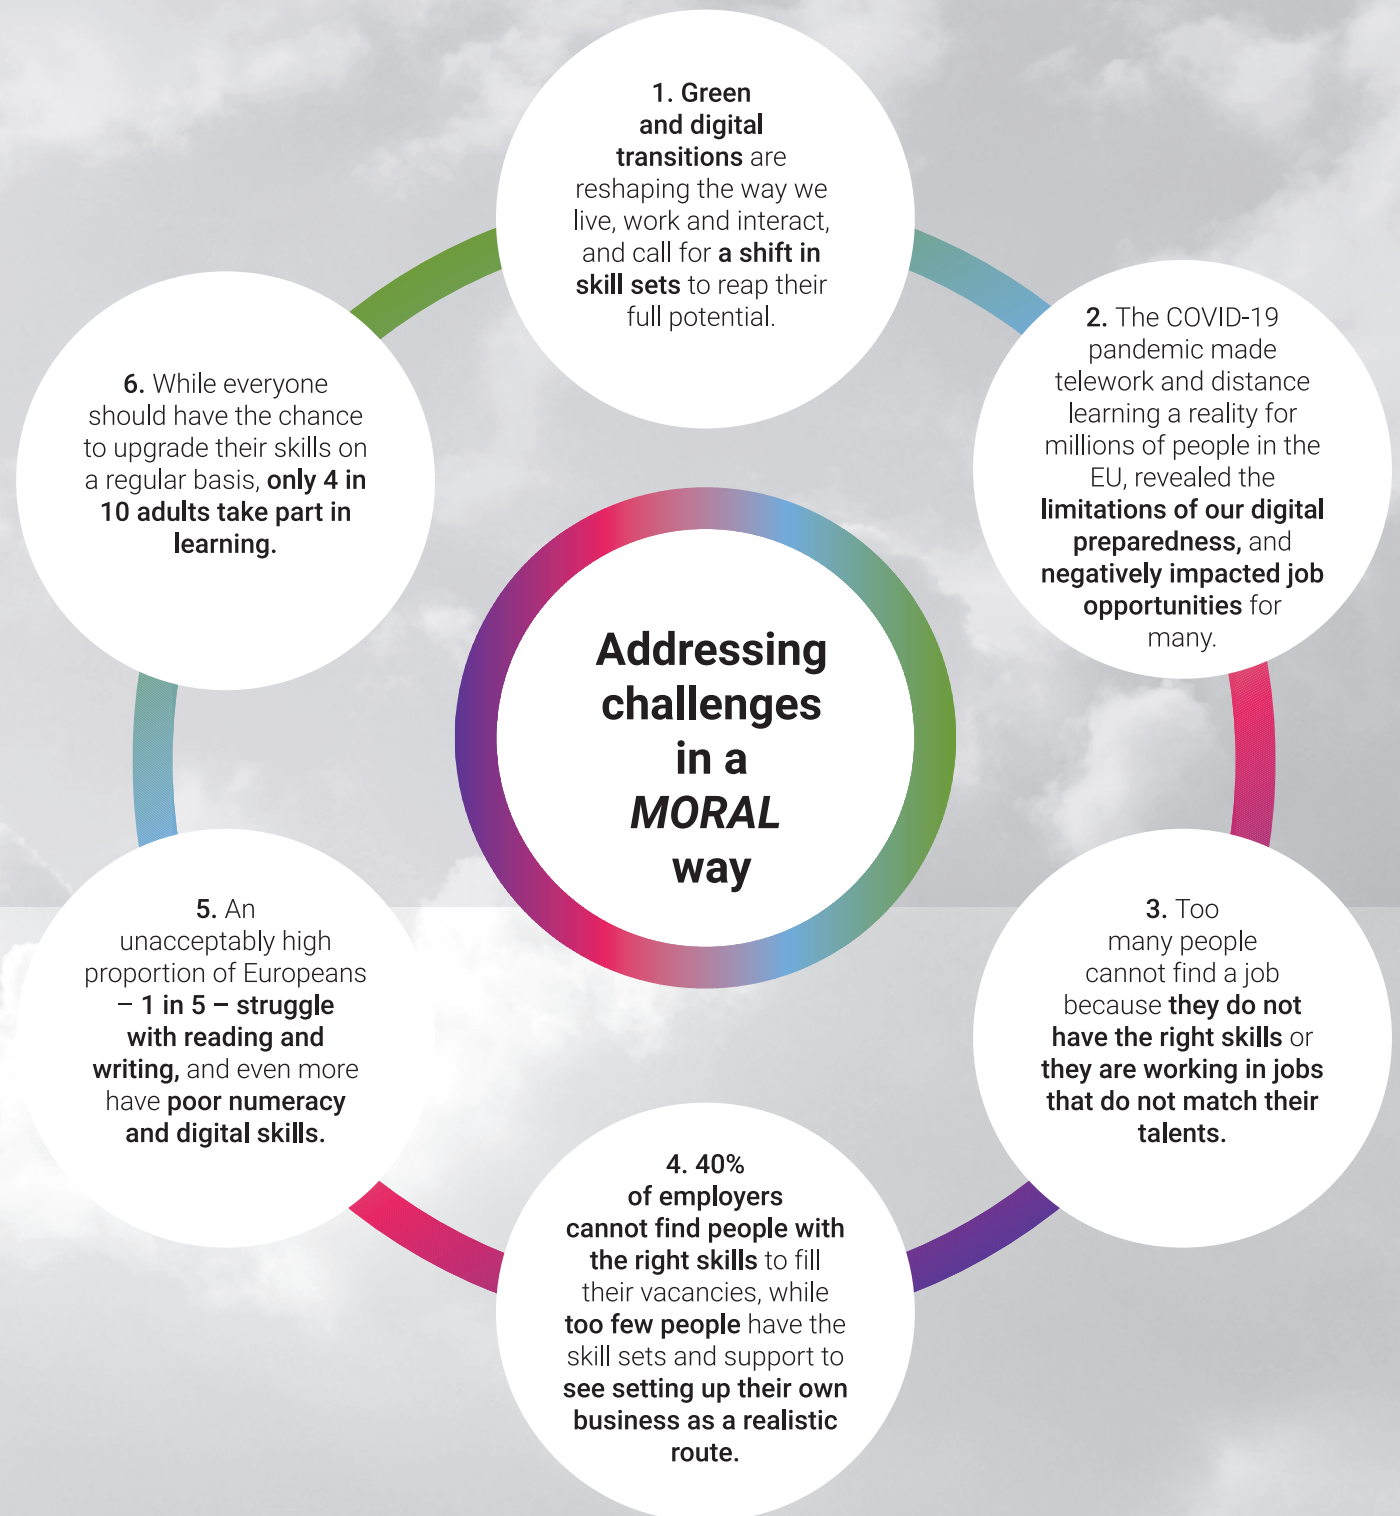 1. Green
and digital
transitions are
reshaping the way we
live, work and interact,
and call for a shift in
skill sets to reap their
full potential.
2. The COVID-19
pandemic made
telework and distance
learning a reality for
millions of people in the
EU, revealed the
limitations of our digital
preparedness, and
negatively impacted job
opportunities for
many.
3. Too
many people
cannot find a job
because they do not
have the right skills or
they are working in jobs
that do not match their
talents.
4. 40%
of employers
cannot find people with
the right skills to fill
their vacancies, while
too few people have the
skill sets and support to
see setting up their own
business as a realistic
route.
5. An
unacceptably high
proportion of Europeans
– 1 in 5 – struggle
with reading and
writing, and even more
have poor numeracy
and digital skills.
6. While everyone
should have the chance
to upgrade their skills on
a regular basis, only 4 in
10 adults take part in
learning.
Addressing
challenges
in a
MORAL
way